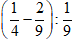 (1/4 − 2/9) : 1/9